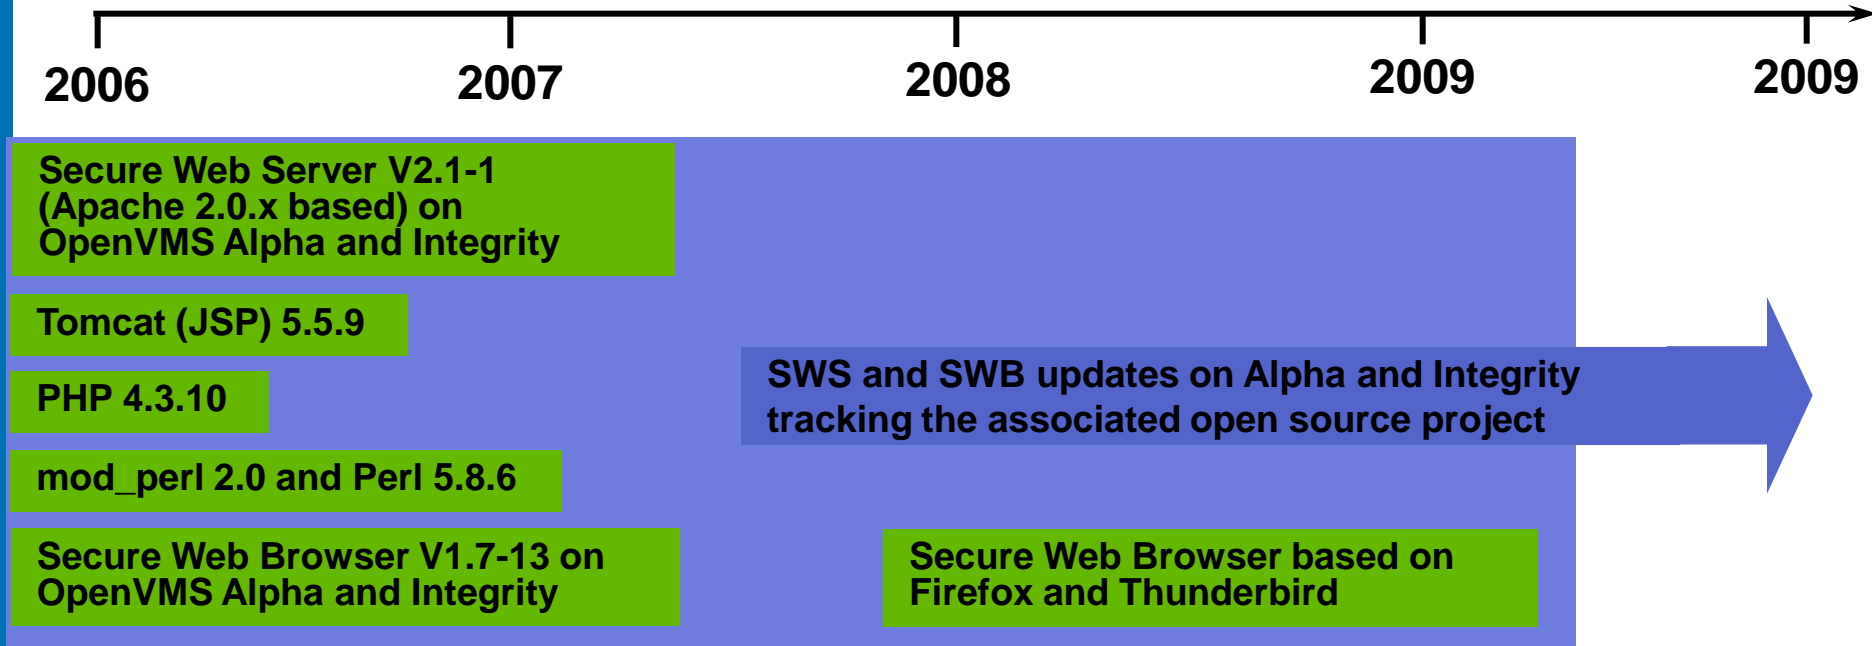 2006 2007 2008 2009 2009
Secure Web Server V2.1-1
(Apache 2.0.x based) on
OpenVMS Alpha and Integrity
Tomcat (JSP) 5.5.9
PHP 4.3.10
SWS and SWB updates on Alpha and Integrity
tracking the associated open source project
mod_perl 2.0 and Perl 5.8.6
Secure Web Browser V1.7-13 on
OpenVMS Alpha and Integrity
Secure Web Browser based on
Firefox and Thunderbird